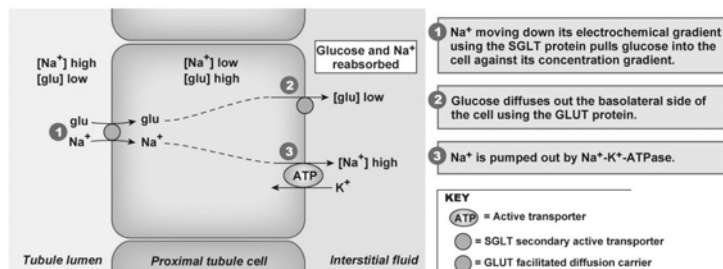 [Na⁺] high
[glu] low
[Na⁺] low
[glu] high
Glucose and Na⁺
reabsorbed
glu
Na⁺
1
glu
Na⁺
2
[glu] low
3
[Na⁺] high
ATP
K⁺
Tubule lumen
Proximal tubule cell
Interstitial fluid
1 Na⁺ moving down its electrochemical gradient
using the SGLT protein pulls glucose into the
cell against its concentration gradient.
2 Glucose diffuses out the basolateral side of
the cell using the GLUT protein.
3 Na⁺ is pumped out by Na⁺-K⁺-ATPase.
KEY
ATP = Active transporter
= SGLT secondary active transporter
= GLUT facilitated diffusion carrier